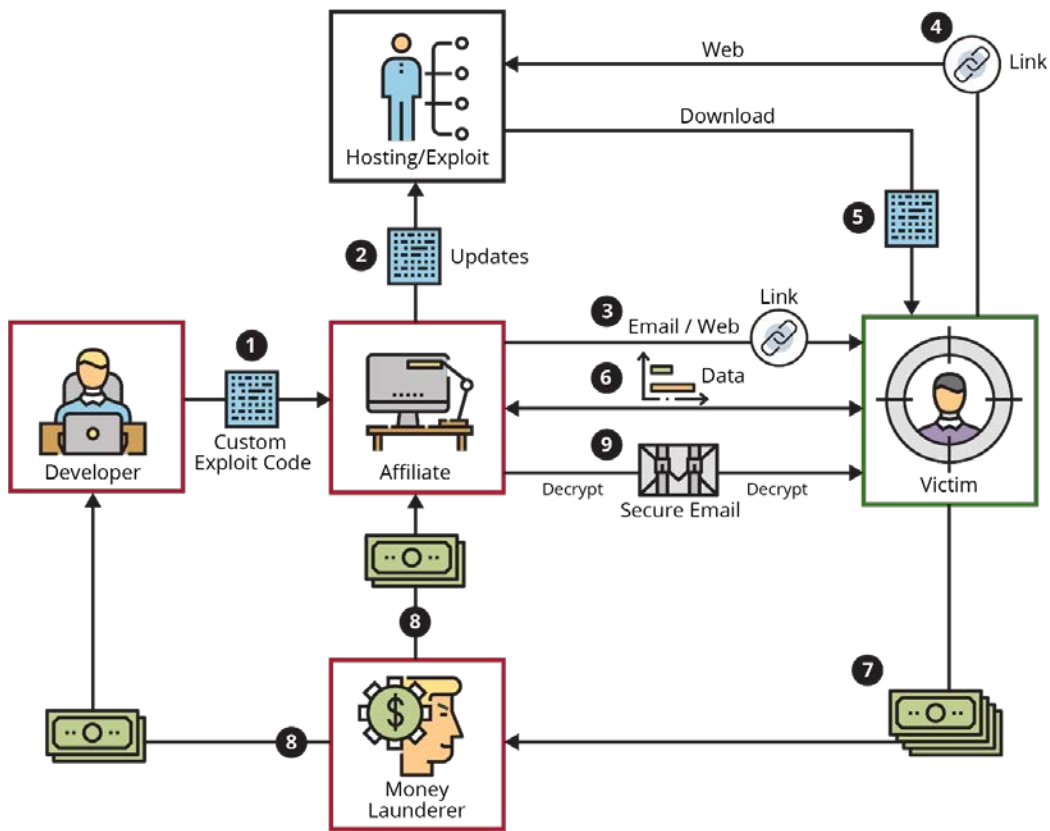 4
Web
Link
Download
Hosting/Exploit
5
2
Updates
Link
3
Email / Web
1
6
Data
Custom
Exploit Code
Developer
Affiliate
9
Decrypt
Decrypt
Secure Email
Victim
8
7
$
8
Money
Launderer